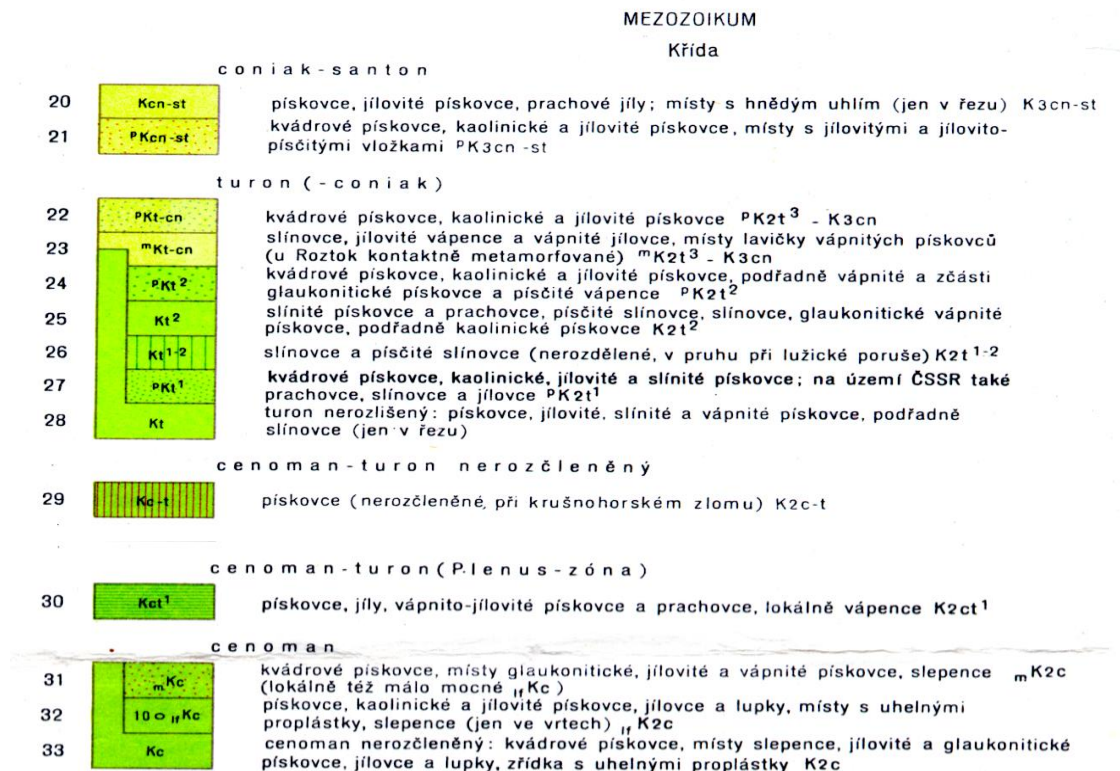 MEZOZOIKUM
Křída
coniak-santon
20 Kcn-st pískovce, jílovité pískovce, prachové jíly; místy s hnědým uhlím (jen v řezu) K3cn-st
21 ᵖKcn-st kvádrové pískovce, kaolinické a jílovité pískovce, místy s jílovitými a jílovito-
písčitými vložkami ᵖK3cn-st
turon (-coniak)
22 ᵖKt-cn kvádrové pískovce, kaolinické a jílovité pískovce ᵖK2t³ - K3cn
23 ᵐKt-cn slínovce, jílovité vápence a vápnité jílovce, místy lavičky vápnitých pískovců
(u Roztok kontaktně metamorfované) ᵐK2t³ - K3cn
24 ᵖKt² kvádrové pískovce, kaolinické a jílovité pískovce, podřadně vápnité a zčásti
glaukonitické pískovce a písčité vápence ᵖK2t²
25 Kt² slínité pískovce a prachovce, písčité slínovce, slínovce, glaukonitické vápnité
pískovce, podřadně kaolinické pískovce K2t²
26 Kt¹⁻² slínovce a písčité slínovce (nerozdělené, v pruhu při lužické poruše) K2t¹⁻²
27 ᵖKt¹ kvádrové pískovce, kaolinické, jílovité a slínité pískovce; na území ČSSR také
prachovce, slínovce a jílovce ᵖK2t¹
28 Kt turon nerozlišený: pískovce, jílovité, slínité a vápnité pískovce, podřadně
slínovce (jen v řezu)
cenoman-turon nerozčleněný
29 Kc-t pískovce (nerozčleněné, při krušnohorském zlomu) K2c-t
cenoman-turon (P.lenus-zóna)
30 Kct¹ pískovce, jíly, vápnito-jílovité pískovce a prachovce, lokálně vápence K2ct¹
cenoman
31 ₘKc kvádrové pískovce, místy glaukonitické, jílovité a vápnité pískovce, slepence ₘK2c
(lokálně též málo mocné lfKc)
32 10 lfKc pískovce, kaolinické a jílovité pískovce, jílovce a lupky, místy s uhelnými
proplástky, slepence (jen ve vrtech) lfK2c
33 Kc cenoman nerozčleněný: kvádrové pískovce, místy slepence, jílovité a glaukonitické
pískovce, jílovce a lupky, zřídka s uhelnými proplástky K2c